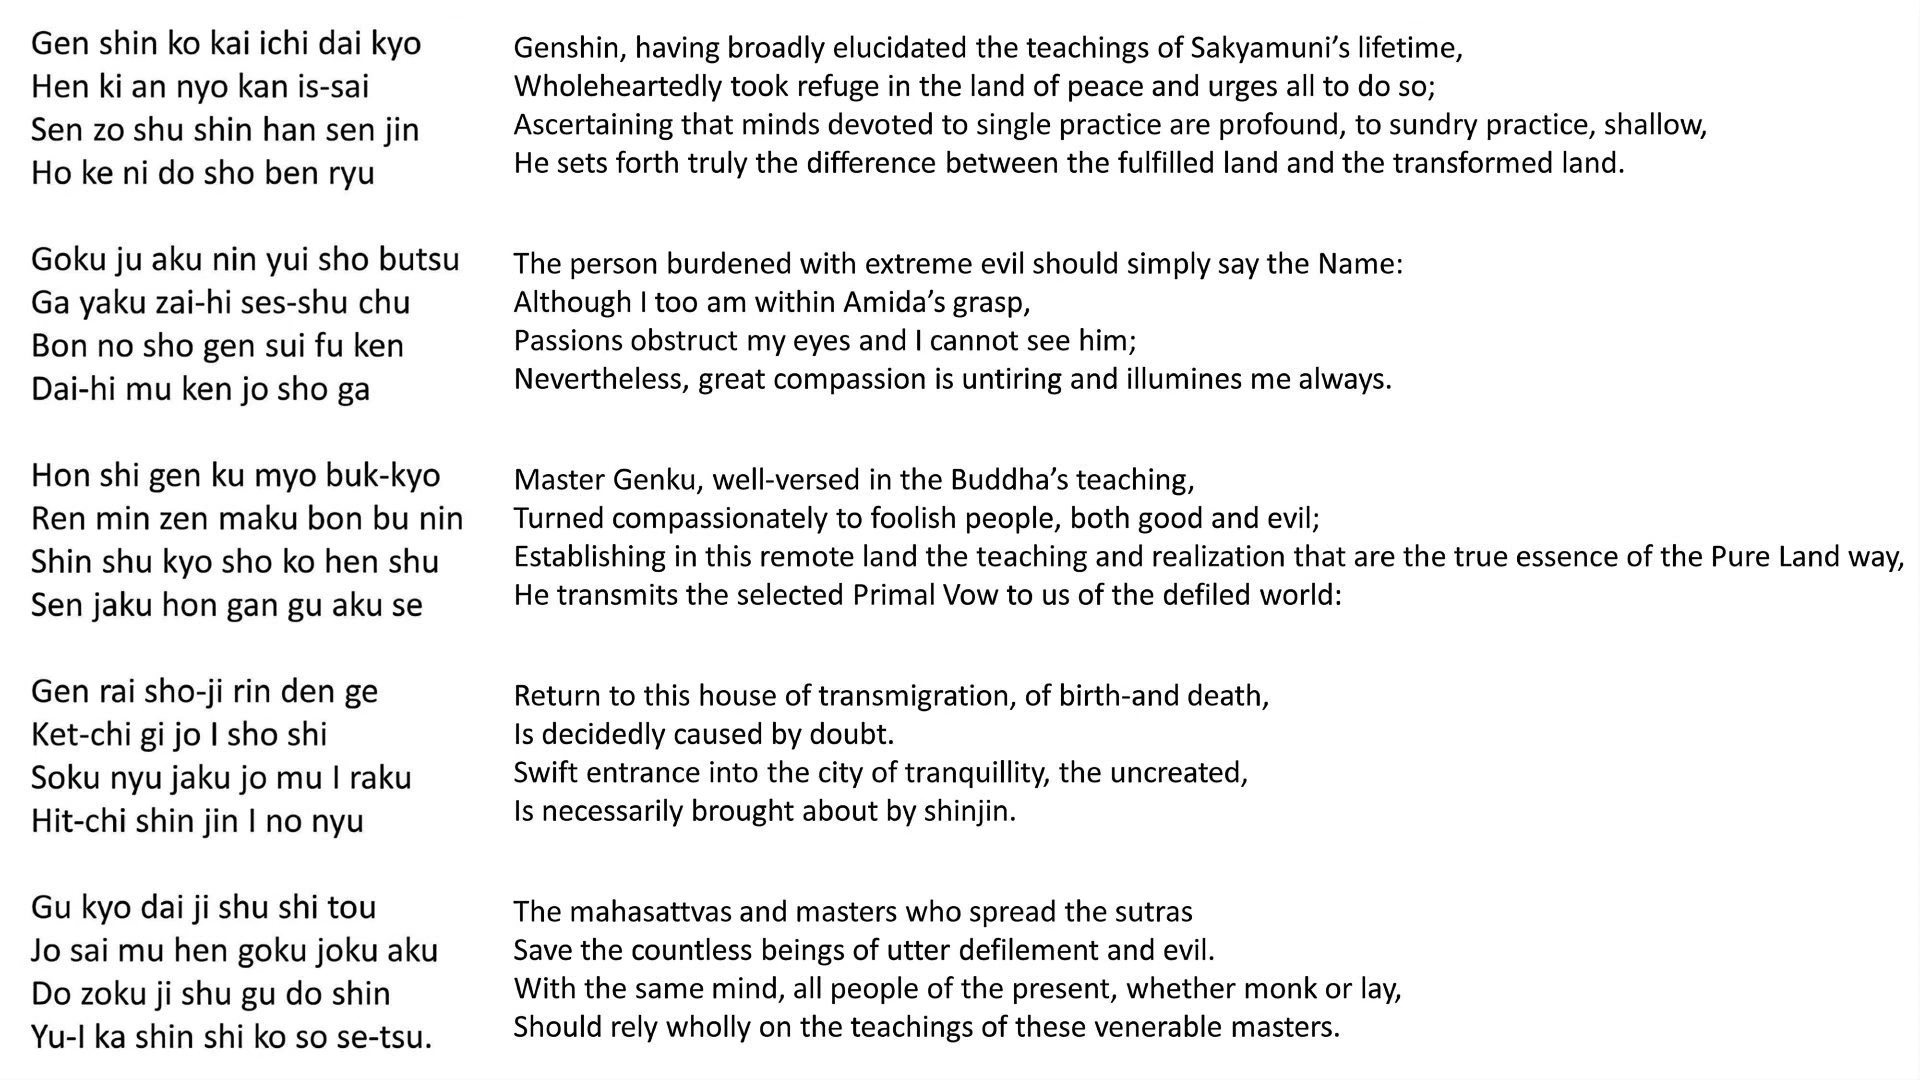 Gen shin ko kai ichi dai kyo
Hen ki an nyo kan is-sai
Sen zo shu shin han sen jin
Ho ke ni do sho ben ryu
Genshin, having broadly elucidated the teachings of Sakyamuni’s lifetime,
Wholeheartedly took refuge in the land of peace and urges all to do so;
Ascertaining that minds devoted to single practice are profound, to sundry practice, shallow,
He sets forth truly the difference between the fulfilled land and the transformed land.
Goku ju aku nin yui sho butsu
Ga yaku zai-hi ses-shu chu
Bon no sho gen sui fu ken
Dai-hi mu ken jo sho ga
The person burdened with extreme evil should simply say the Name:
Although I too am within Amida’s grasp,
Passions obstruct my eyes and I cannot see him;
Nevertheless, great compassion is untiring and illumines me always.
Hon shi gen ku myo buk-kyo
Ren min zen maku bon bu nin
Shin shu kyo sho ko hen shu
Sen jaku hon gan gu aku se
Master Genku, well-versed in the Buddha’s teaching,
Turned compassionately to foolish people, both good and evil;
Establishing in this remote land the teaching and realization that are the true essence of the Pure Land way,
He transmits the selected Primal Vow to us of the defiled world:
Gen rai sho-ji rin den ge
Ket-chi gi jo I sho shi
Soku nyu jaku jo mu I raku
Hit-chi shin jin I no nyu
Return to this house of transmigration, of birth-and death,
Is decidedly caused by doubt.
Swift entrance into the city of tranquillity, the uncreated,
Is necessarily brought about by shinjin.
Gu kyo dai ji shu shi tou
Jo sai mu hen goku joku aku
Do zoku ji shu gu do shin
Yu-I ka shin shi ko so se-tsu.
The mahasattvas and masters who spread the sutras
Save the countless beings of utter defilement and evil.
With the same mind, all people of the present, whether monk or lay,
Should rely wholly on the teachings of these venerable masters.